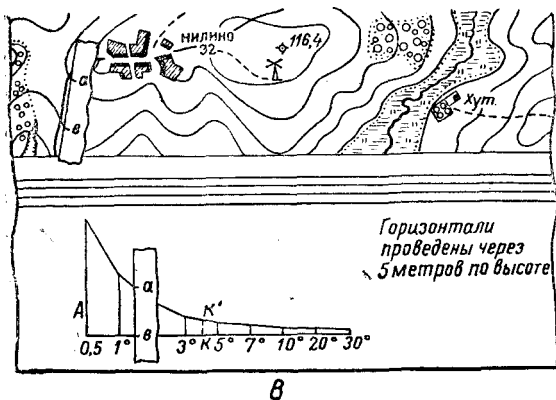 МИЛИНО
32
116,4
а
в
Хут.
Горизонтали
проведены через
5 метров по высоте
а
А
в
К'
К
0,5 1° 3° 5° 7° 10° 20° 30°
в